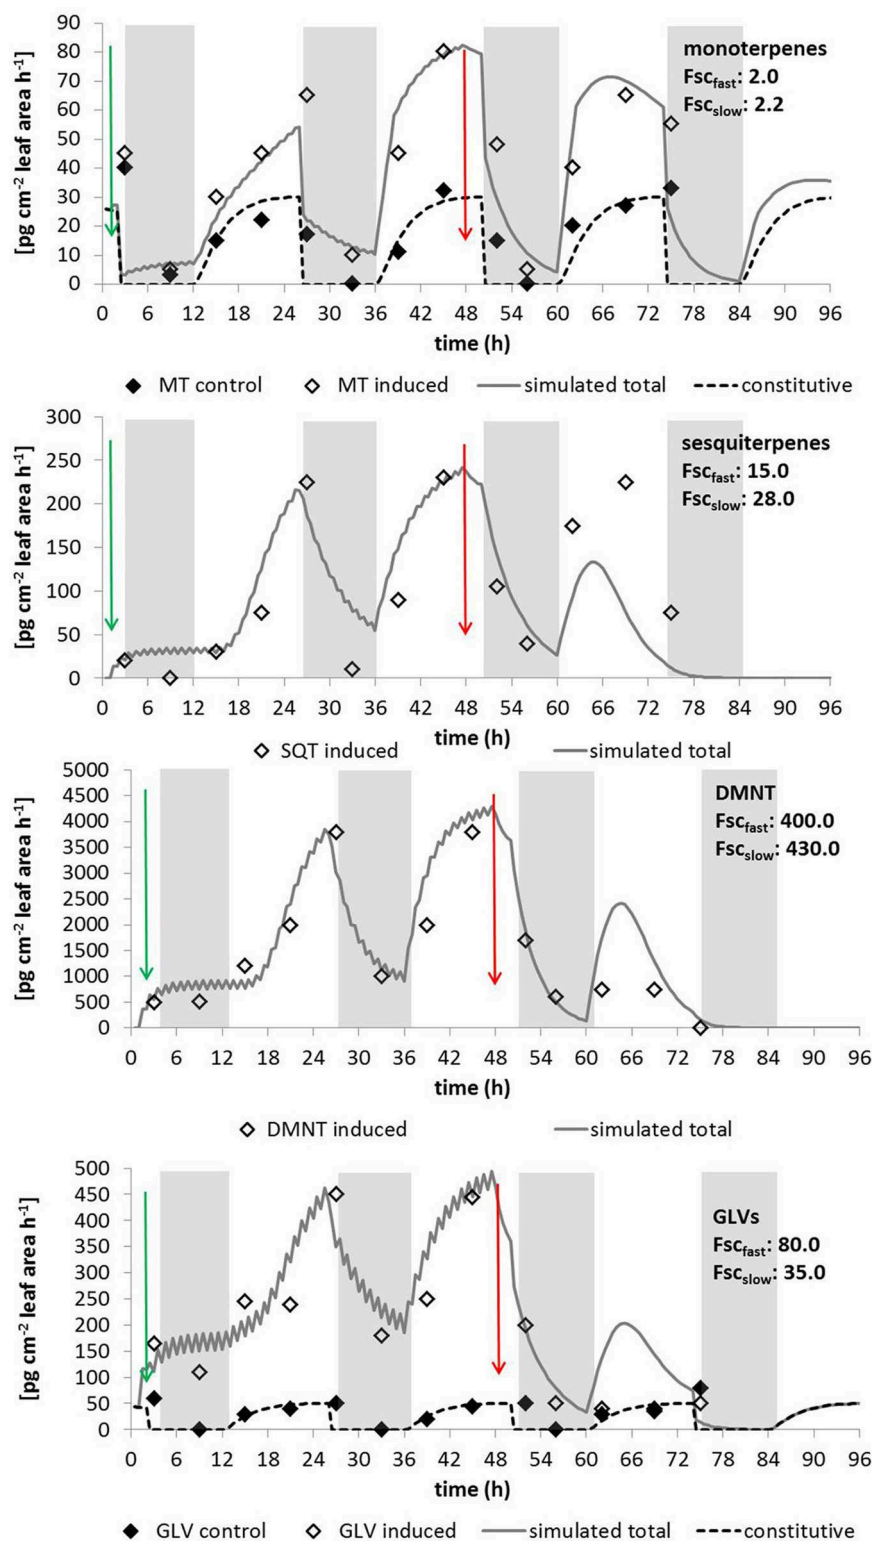 [pg cm⁻² leaf area h⁻¹]
90
80
70
60
50
40
30
20
10
0
monoterpenes
Fsc_fast: 2.0
Fsc_slow: 2.2
0 6 12 18 24 30 36 42 48 54 60 66 72 78 84 90 96
time (h)
MT control MT induced simulated total constitutive
[pg cm⁻² leaf area h⁻¹]
300
250
200
150
100
50
0
sesquiterpenes
Fsc_fast: 15.0
Fsc_slow: 28.0
0 6 12 18 24 30 36 42 48 54 60 66 72 78 84 90 96
time (h)
SQT induced simulated total
[pg cm⁻² leaf area h⁻¹]
5000
4500
4000
3500
3000
2500
2000
1500
1000
500
0
DMNT
Fsc_fast: 400.0
Fsc_slow: 430.0
0 6 12 18 24 30 36 42 48 54 60 66 72 78 84 90 96
time (h)
DMNT induced simulated total
[pg cm⁻² leaf area h⁻¹]
500
450
400
350
300
250
200
150
100
50
0
GLVs
Fsc_fast: 80.0
Fsc_slow: 35.0
0 6 12 18 24 30 36 42 48 54 60 66 72 78 84 90 96
time (h)
GLV control GLV induced simulated total constitutive